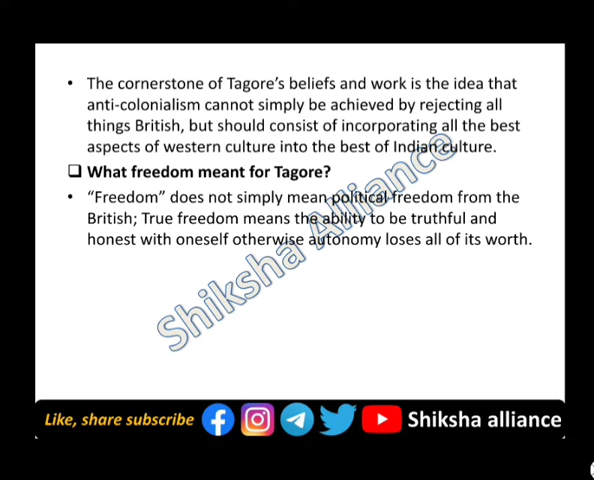 • The cornerstone of Tagore's beliefs and work is the idea that
anti-colonialism cannot simply be achieved by rejecting all
things British, but should consist of incorporating all the best
aspects of western culture into the best of Indian culture.
❑ What freedom meant for Tagore?
• “Freedom” does not simply mean political freedom from the
British; True freedom means the ability to be truthful and
honest with oneself otherwise autonomy loses all of its worth.
Shiksha Alliance
Like, share subscribe Shiksha alliance